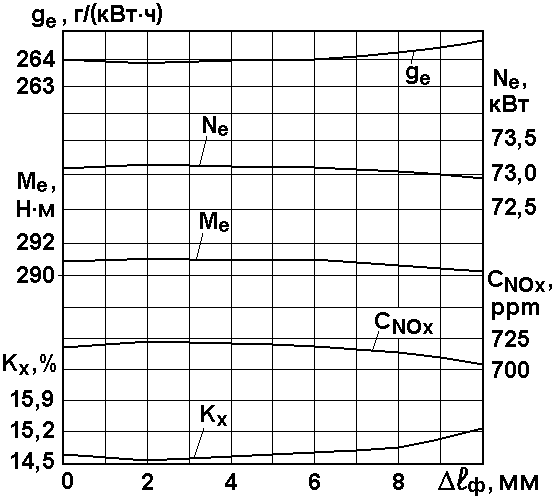 gₑ, г/(кВт·ч)
264
263
gₑ
Nₑ,
кВт
Nₑ
73,5
73,0
72,5
Mₑ,
Н·м
Mₑ
292
290
C_NOx,
ppm
C_NOx
725
700
Kₓ, %
15,9
15,2
14,5
Kₓ
0 2 4 6 8 Δℓф, мм